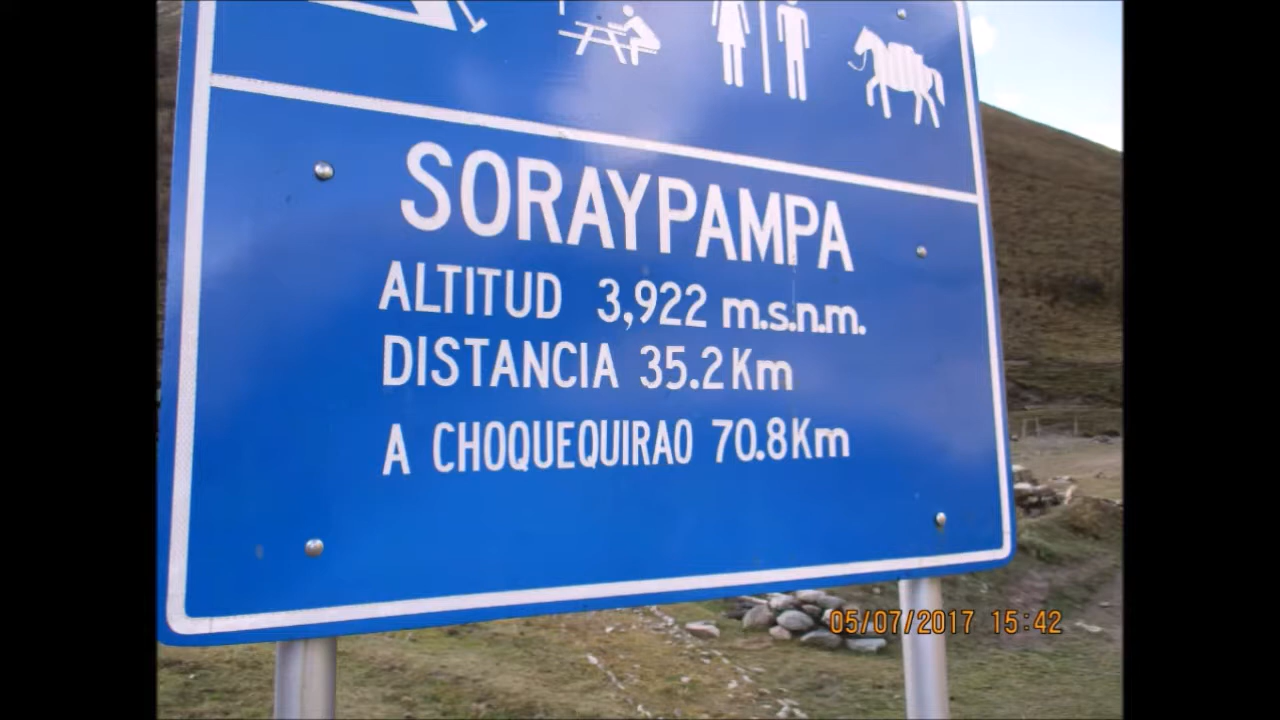 SORAYPAMPA
ALTITUD 3,922 m.s.n.m.
DISTANCIA 35.2Km
A CHOQUEQUIRAO 70.8Km
05/07/2017 15:42